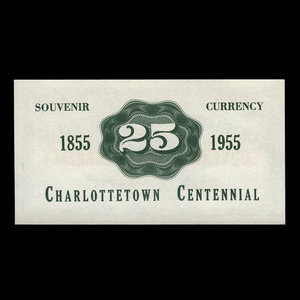 SOUVENIR CURRENCY
1855 25 1955
CHARLOTTETOWN CENTENNIAL